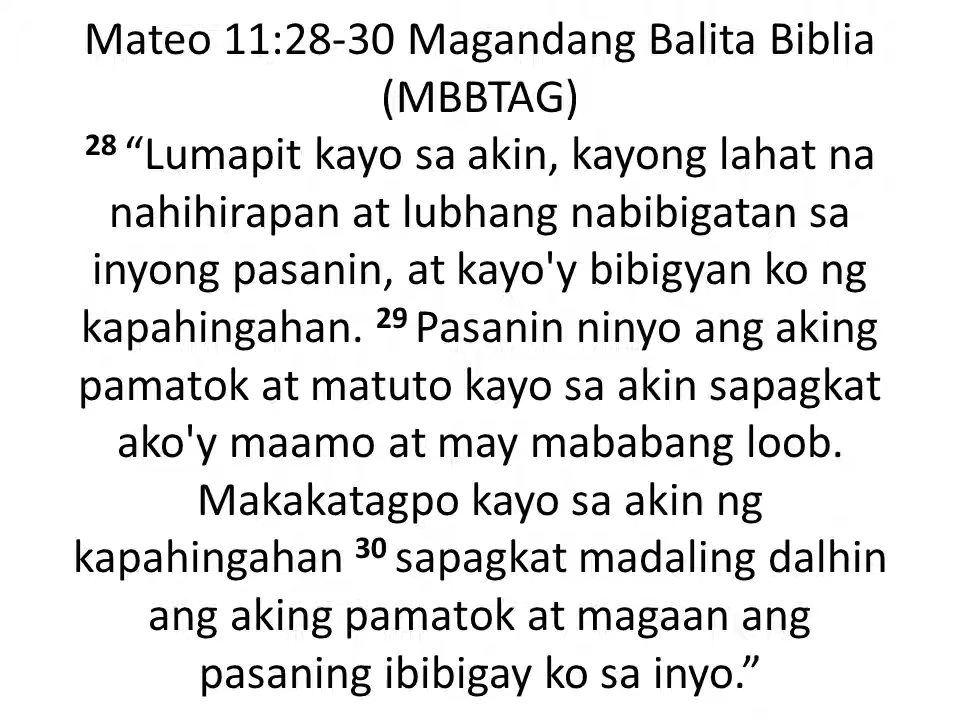 Mateo 11:28-30 Magandang Balita Biblia
(MBBTAG)
28 “Lumapit kayo sa akin, kayong lahat na
nahihirapan at lubhang nabibigatan sa
inyong pasanin, at kayo'y bibigyan ko ng
kapahingahan. 29 Pasanin ninyo ang aking
pamatok at matuto kayo sa akin sapagkat
ako'y maamo at may mababang loob.
Makakatagpo kayo sa akin ng
kapahingahan 30 sapagkat madaling dalhin
ang aking pamatok at magaan ang
pasaning ibibigay ko sa inyo.”